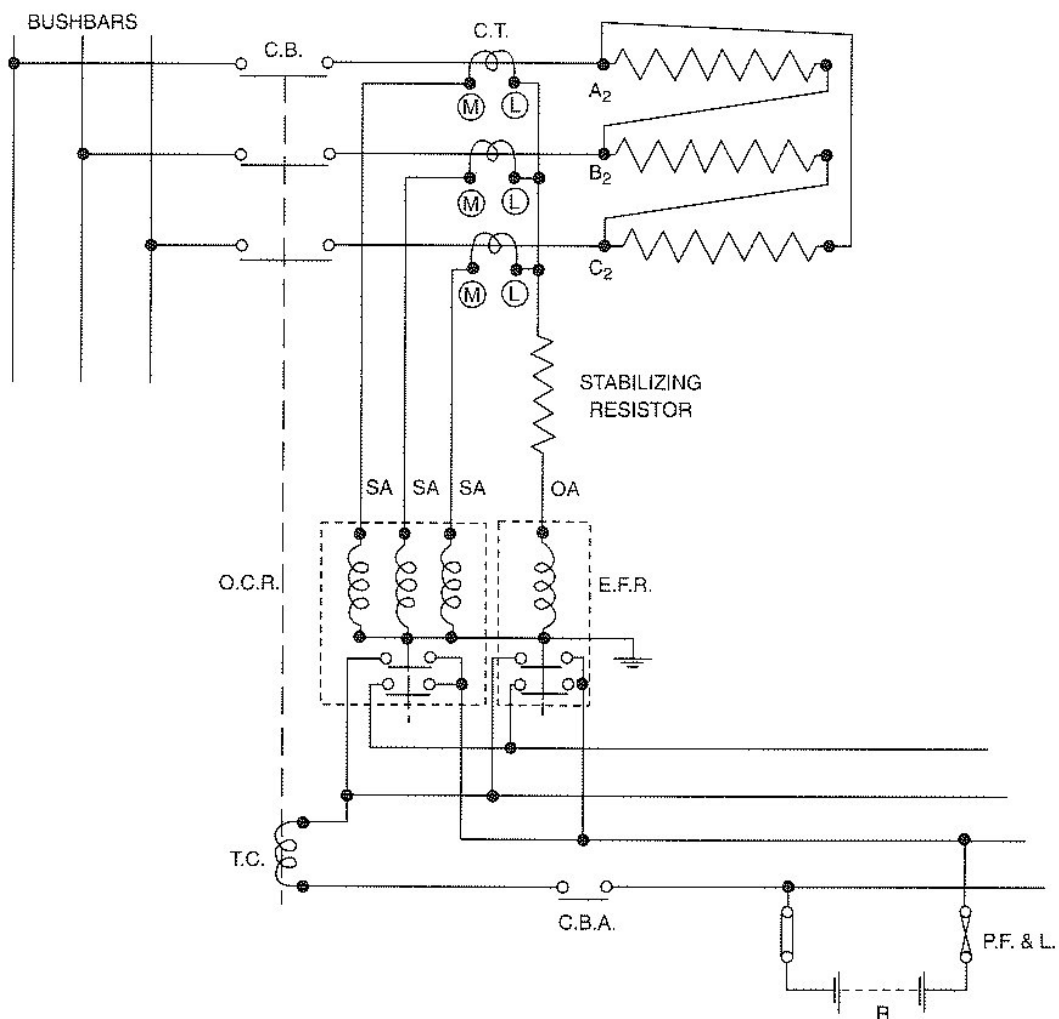 BUSHBARS
C.B.
C.T.
A2
M L
B2
M L
C2
M L
STABILIZING
RESISTOR
SA SA SA OA
O.C.R.
E.F.R.
T.C.
C.B.A.
P.F. & L.
B